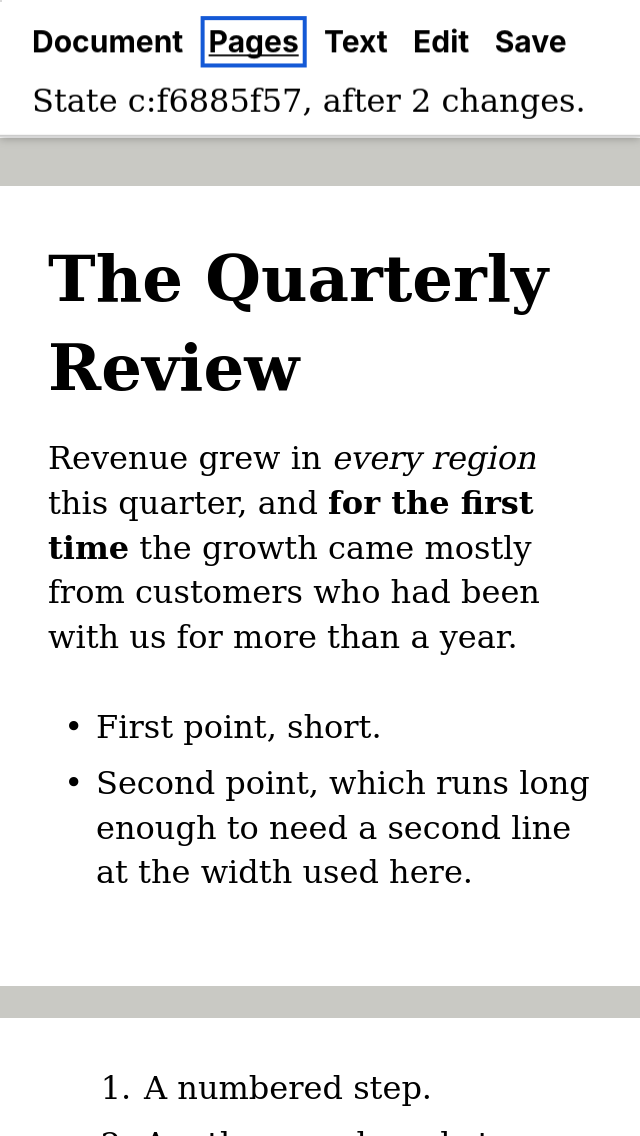 Document Pages Text Edit Save
State c:f6885f57, after 2 changes.
The Quarterly
Review
Revenue grew in every region
this quarter, and for the first
time the growth came mostly
from customers who had been
with us for more than a year.
• First point, short.
• Second point, which runs long
enough to need a second line
at the width used here.
1. A numbered step.